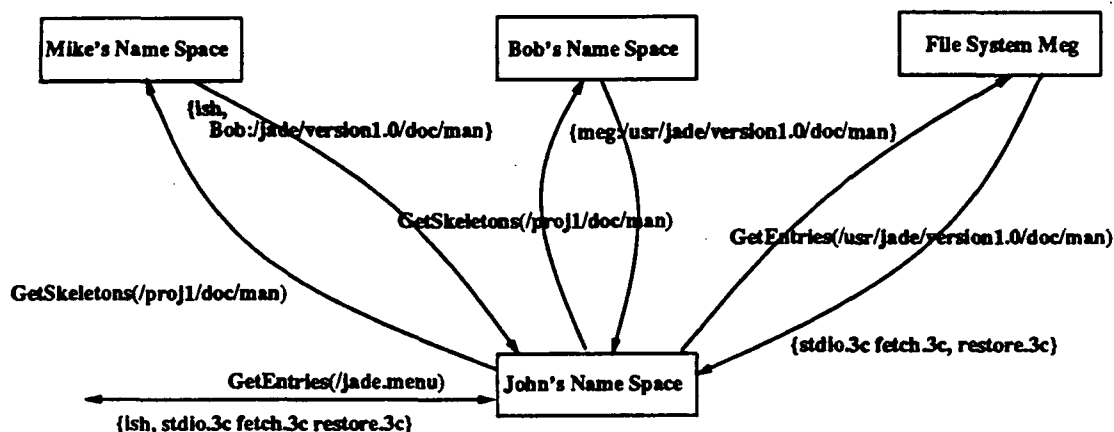 Mike's Name Space
Bob's Name Space
File System Meg
{ish,
Bob:/jade/version1.0/doc/man}
{meg:/usr/jade/version1.0/doc/man}
GetSkeletons(/proj1/doc/man)
GetEntries(/usr/jade/version1.0/doc/man)
GetSkeletons(/proj1/doc/man)
{stdio.3c fetch.3c, restore.3c}
GetEntries(/jade.menu)
John's Name Space
{ish, stdio.3c fetch.3c restore.3c}